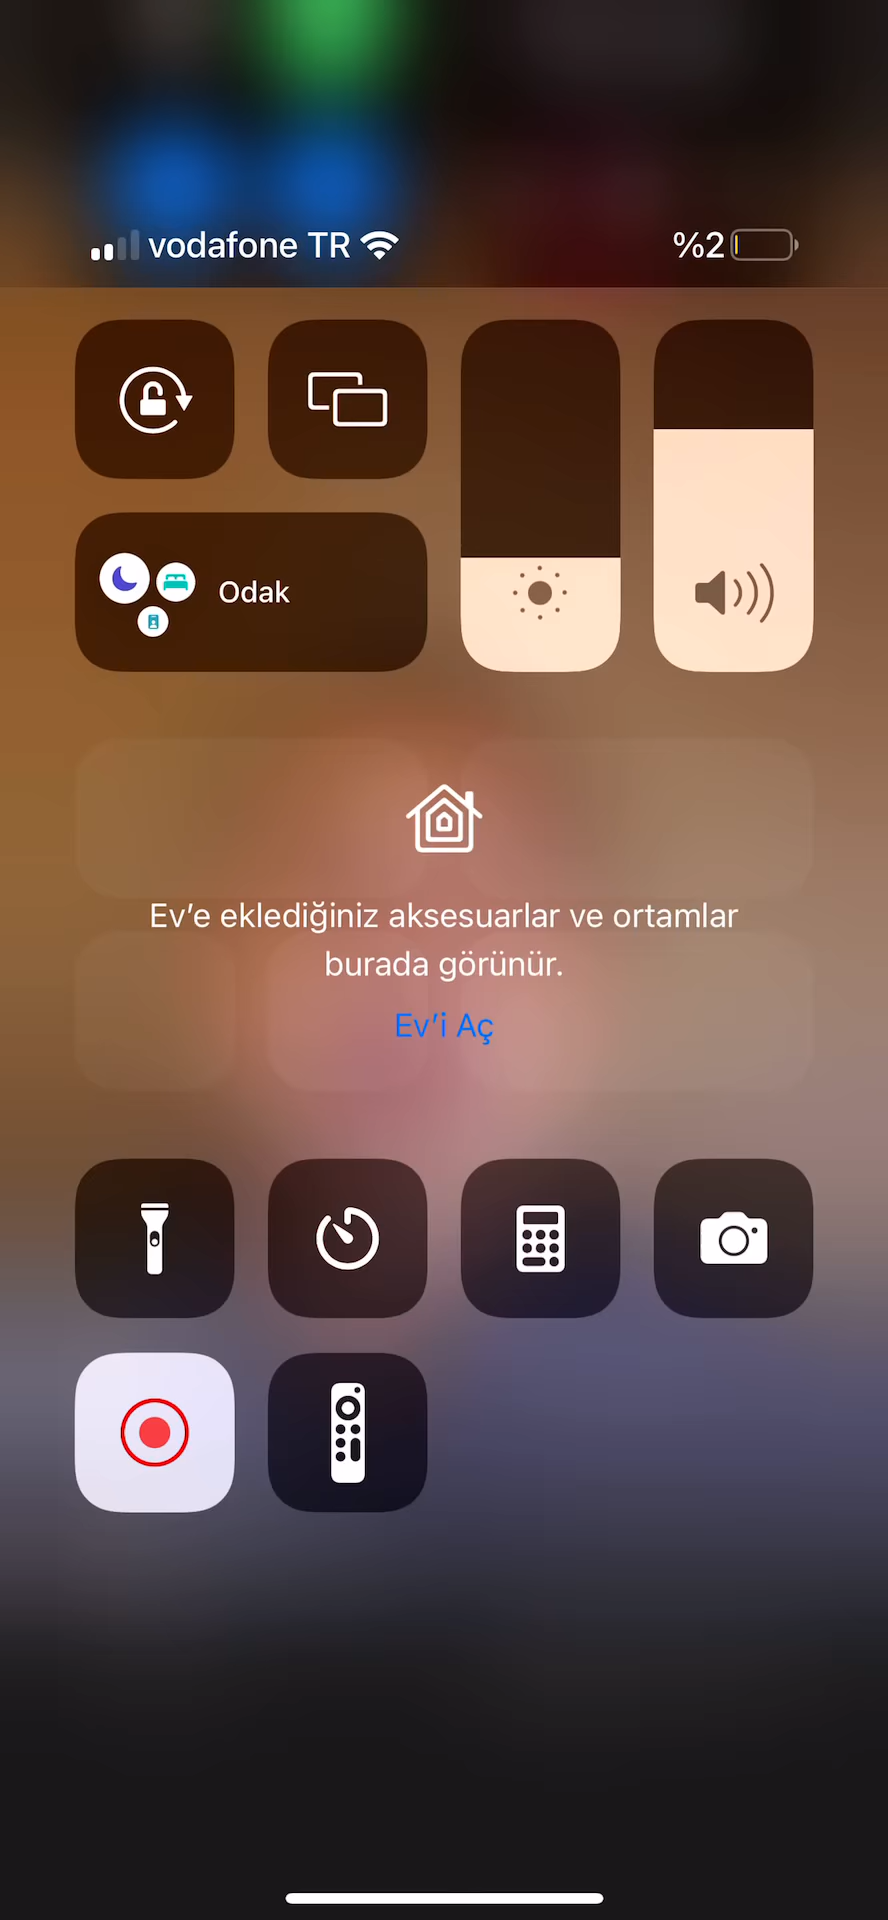 vodafone TR
%2
Odak
Ev’e eklediğiniz aksesuarlar ve ortamlar
burada görünür.
Ev’i Aç